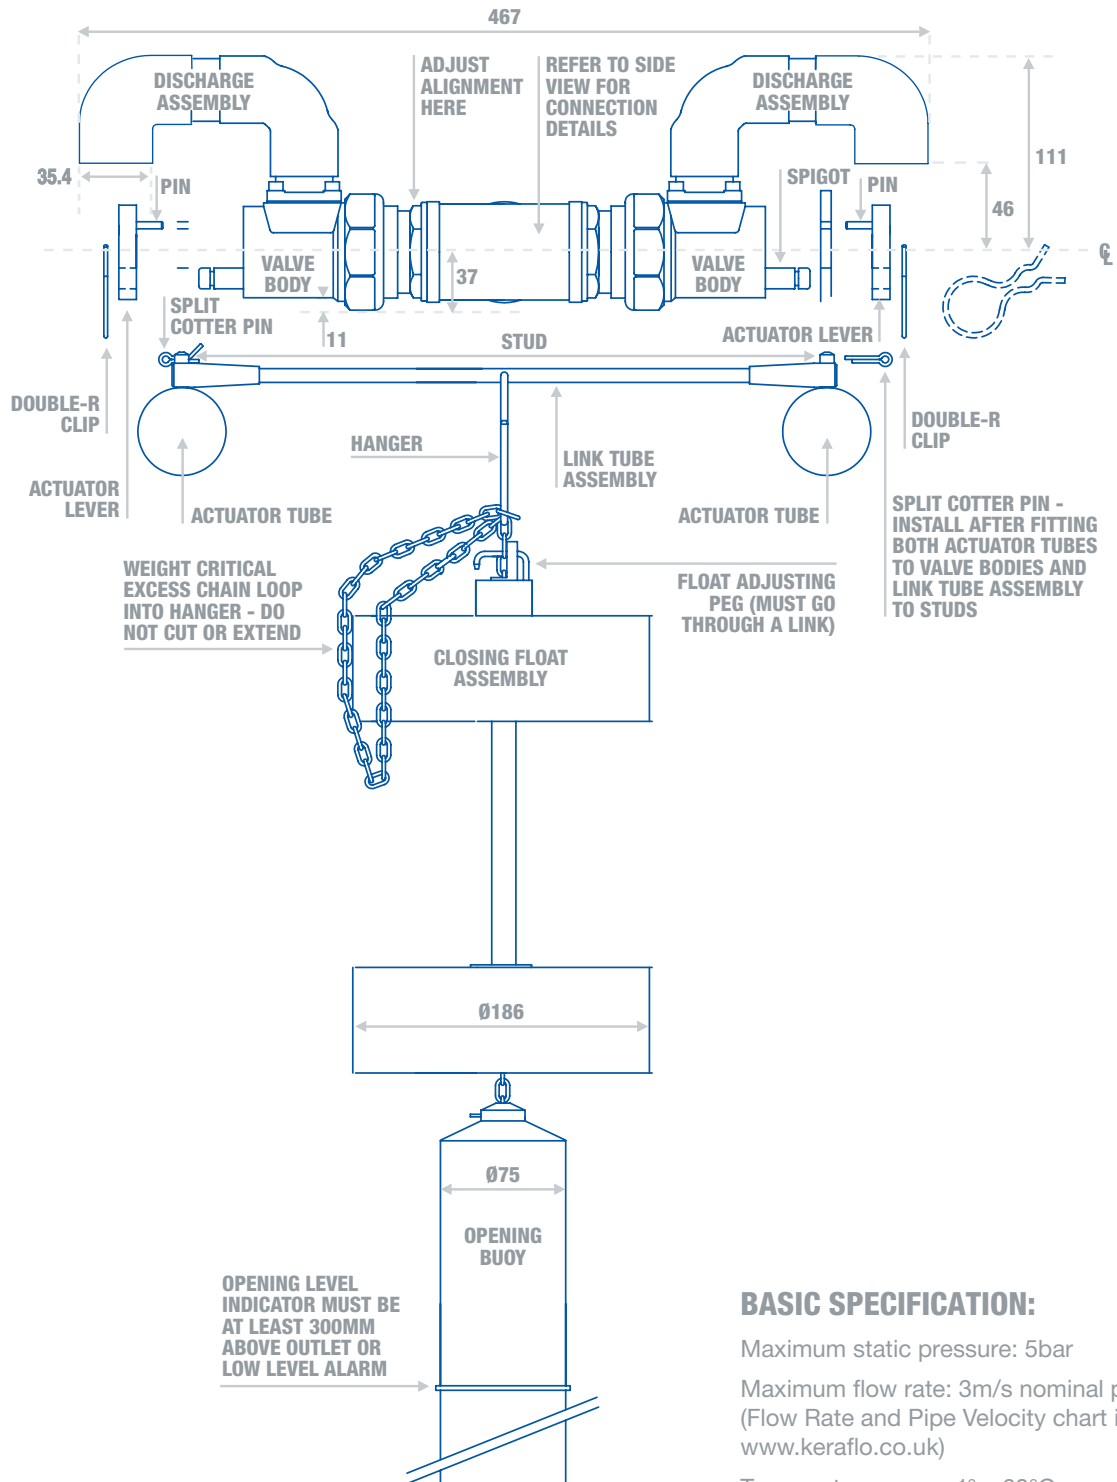 467
DISCHARGE
ASSEMBLY
ADJUST
ALIGNMENT
HERE
REFER TO SIDE
VIEW FOR
CONNECTION
DETAILS
DISCHARGE
ASSEMBLY
111
35.4
PIN
SPIGOT
PIN
46
VALVE
BODY
37
VALVE
BODY
℄
SPLIT
COTTER PIN
11
STUD
ACTUATOR LEVER
DOUBLE-R
CLIP
HANGER
LINK TUBE
ASSEMBLY
DOUBLE-R
CLIP
ACTUATOR
LEVER
ACTUATOR TUBE
ACTUATOR TUBE
SPLIT COTTER PIN -
INSTALL AFTER FITTING
BOTH ACTUATOR TUBES
TO VALVE BODIES AND
LINK TUBE ASSEMBLY
TO STUDS
WEIGHT CRITICAL
EXCESS CHAIN LOOP
INTO HANGER - DO
NOT CUT OR EXTEND
FLOAT ADJUSTING
PEG (MUST GO
THROUGH A LINK)
CLOSING FLOAT
ASSEMBLY
Ø186
Ø75
OPENING
BUOY
OPENING LEVEL
INDICATOR MUST BE
AT LEAST 300MM
ABOVE OUTLET OR
LOW LEVEL ALARM
BASIC SPECIFICATION:
Maximum static pressure: 5bar
Maximum flow rate: 3m/s nominal
(Flow Rate and Pipe Velocity chart
www.keraflo.co.uk)